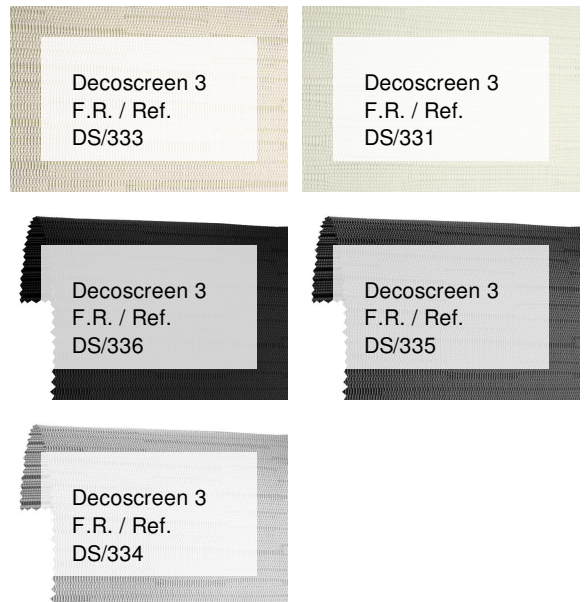 Decoscreen 3
F.R. / Ref.
DS/333
Decoscreen 3
F.R. / Ref.
DS/331
Decoscreen 3
F.R. / Ref.
DS/336
Decoscreen 3
F.R. / Ref.
DS/335
Decoscreen 3
F.R. / Ref.
DS/334